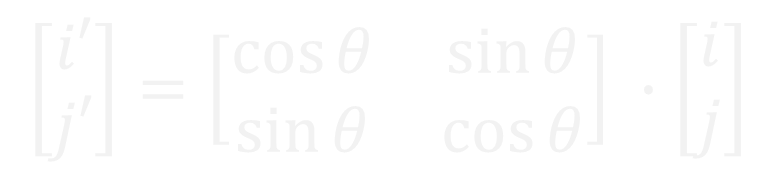 [i′ j′] = [cos θ sin θ sin θ cos θ] · [i j]